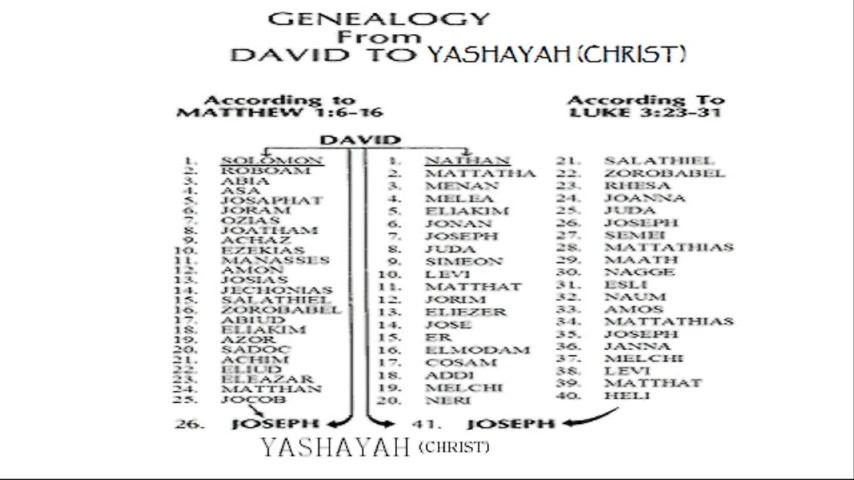 GENEALOGY
From
DAVID TO YASHAYAH (CHRIST)
According to
MATTHEW 1:6-16
According To
LUKE 3:23-31
DAVID
1. SOLOMON
2. ROBOAM
3. ABIA
4. ASA
5. JOSAPHAT
6. JORAM
7. OZIAS
8. JOATHAM
9. ACHAZ
10. EZEKIAS
11. MANASSES
12. AMON
13. JOSIAS
14. JECHONIAS
15. SALATHIEL
16. ZOROBABEL
17. ABIUD
18. ELIAKIM
19. AZOR
20. SADOC
21. ACHIM
22. ELIUD
23. ELEAZAR
24. MATTHAN
25. JOCOB
26. JOSEPH
1. NATHAN
2. MATTATHA
3. MENAN
4. MELEA
5. ELIAKIM
6. JONAN
7. JOSEPH
8. JUDA
9. SIMEON
10. LEVI
11. MATTHAT
12. JORIM
13. ELIEZER
14. JOSE
15. ER
16. ELMODAM
17. COSAM
18. ADDI
19. MELCHI
20. NERI
21. SALATHIEL
22. ZOROBABEL
23. RHESA
24. JOANNA
25. JUDA
26. JOSEPH
27. SEMEI
28. MATTATHIAS
29. MAATH
30. NAGGE
31. ESLI
32. NAUM
33. AMOS
34. MATTATHIAS
35. JOSEPH
36. JANNA
37. MELCHI
38. LEVI
39. MATTHAT
40. HELI
41. JOSEPH
YASHAYAH (CHRIST)